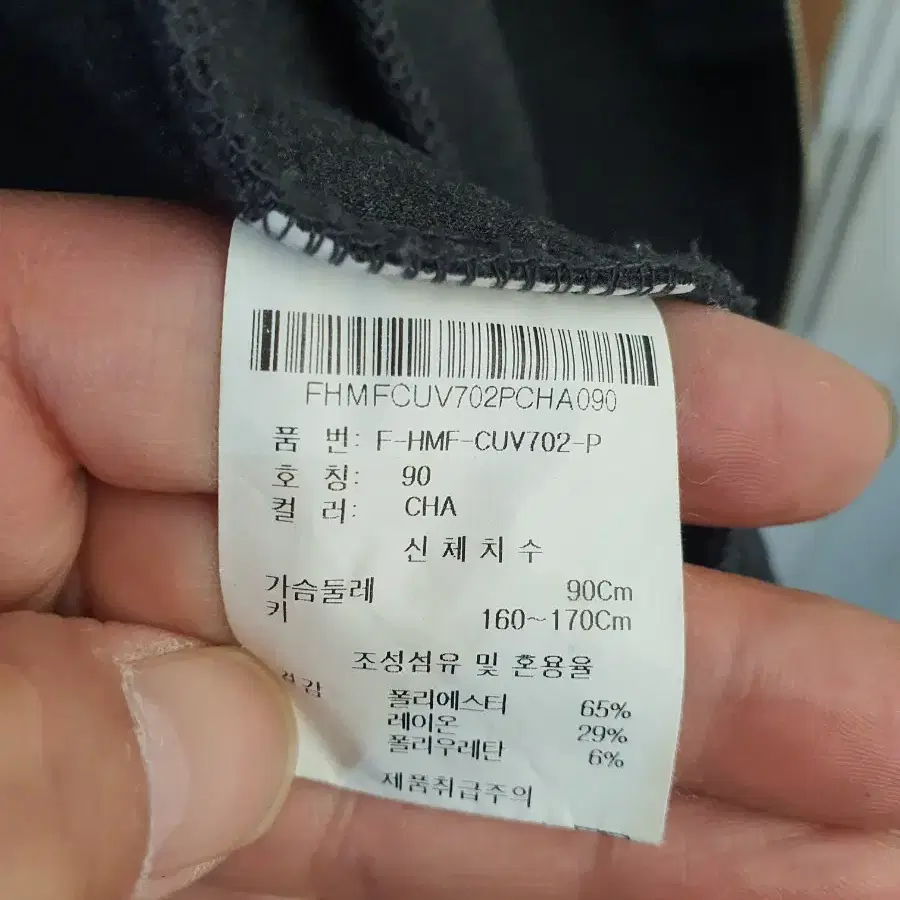 FHMFCUV702PCHA090
품 번: F-HMF-CUV702-P
호 칭: 90
컬 러: CHA
신체치수
가슴둘레 90Cm
키 160~170Cm
조성섬유 및 혼용율
겉감 폴리에스터 65%
레이온 29%
폴리우레탄 6%
제품취급주의